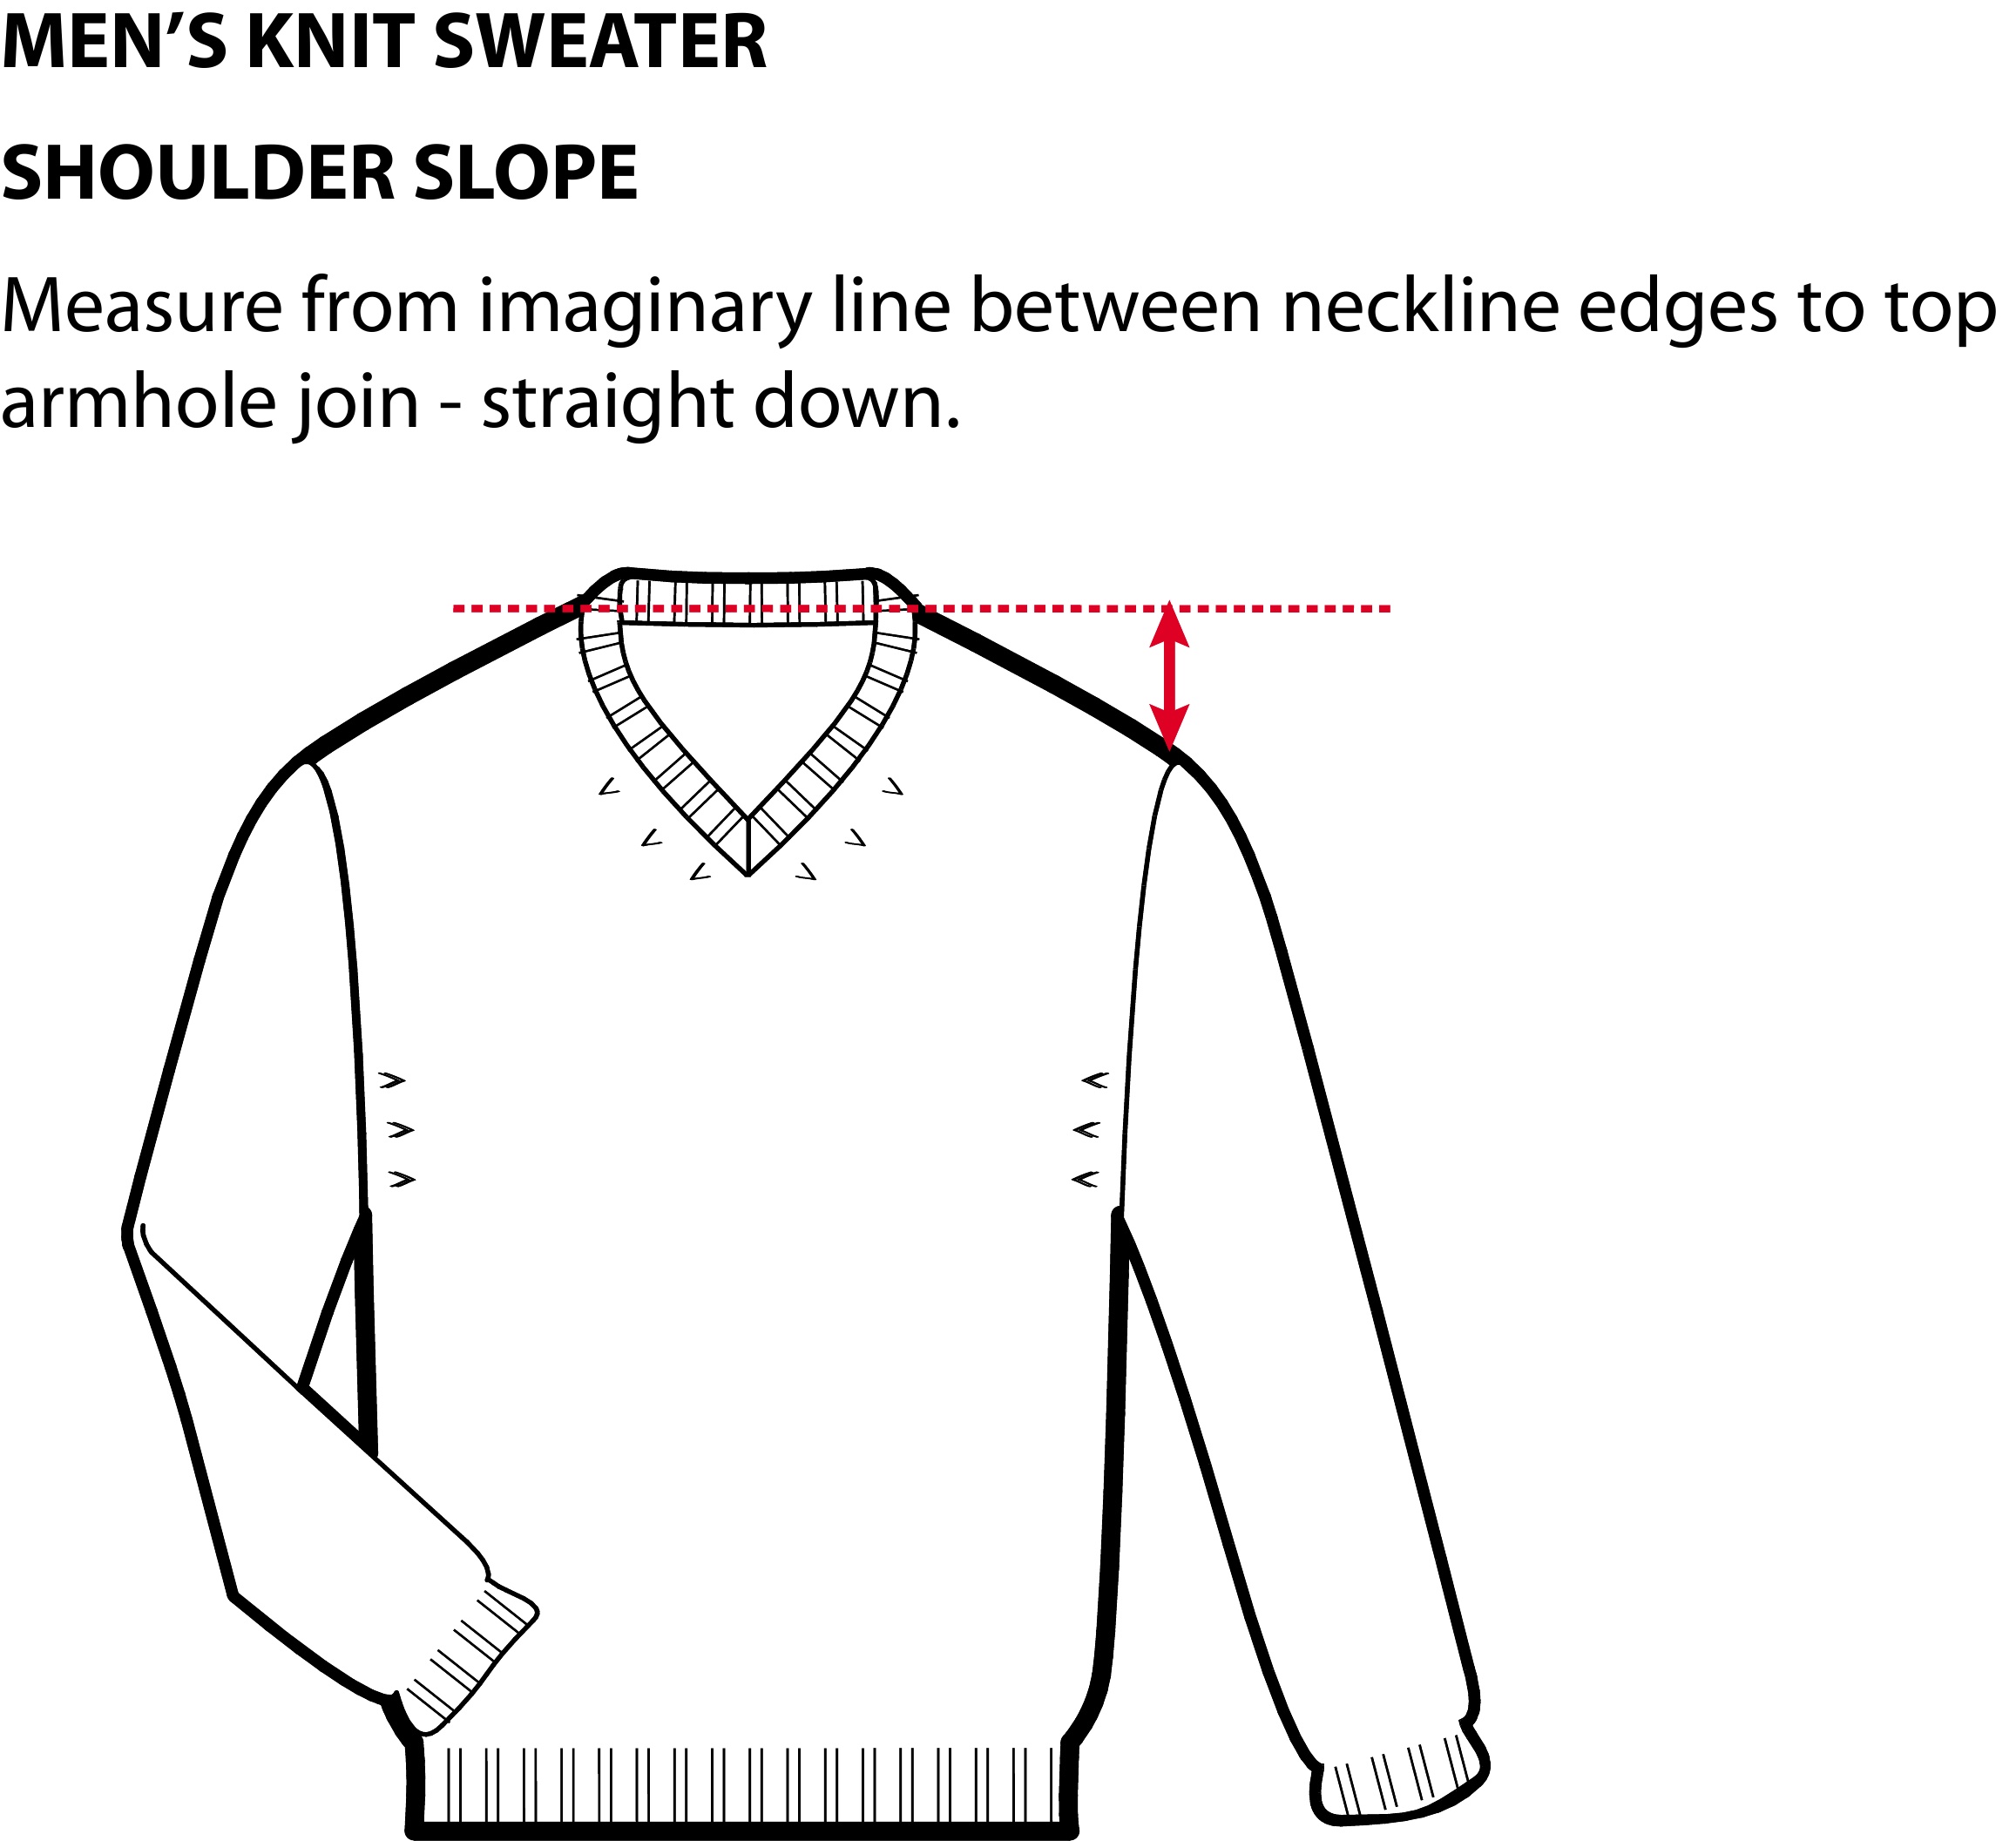 MEN’S KNIT SWEATER
SHOULDER SLOPE
Measure from imaginary line between neckline edges to top
armhole join - straight down.